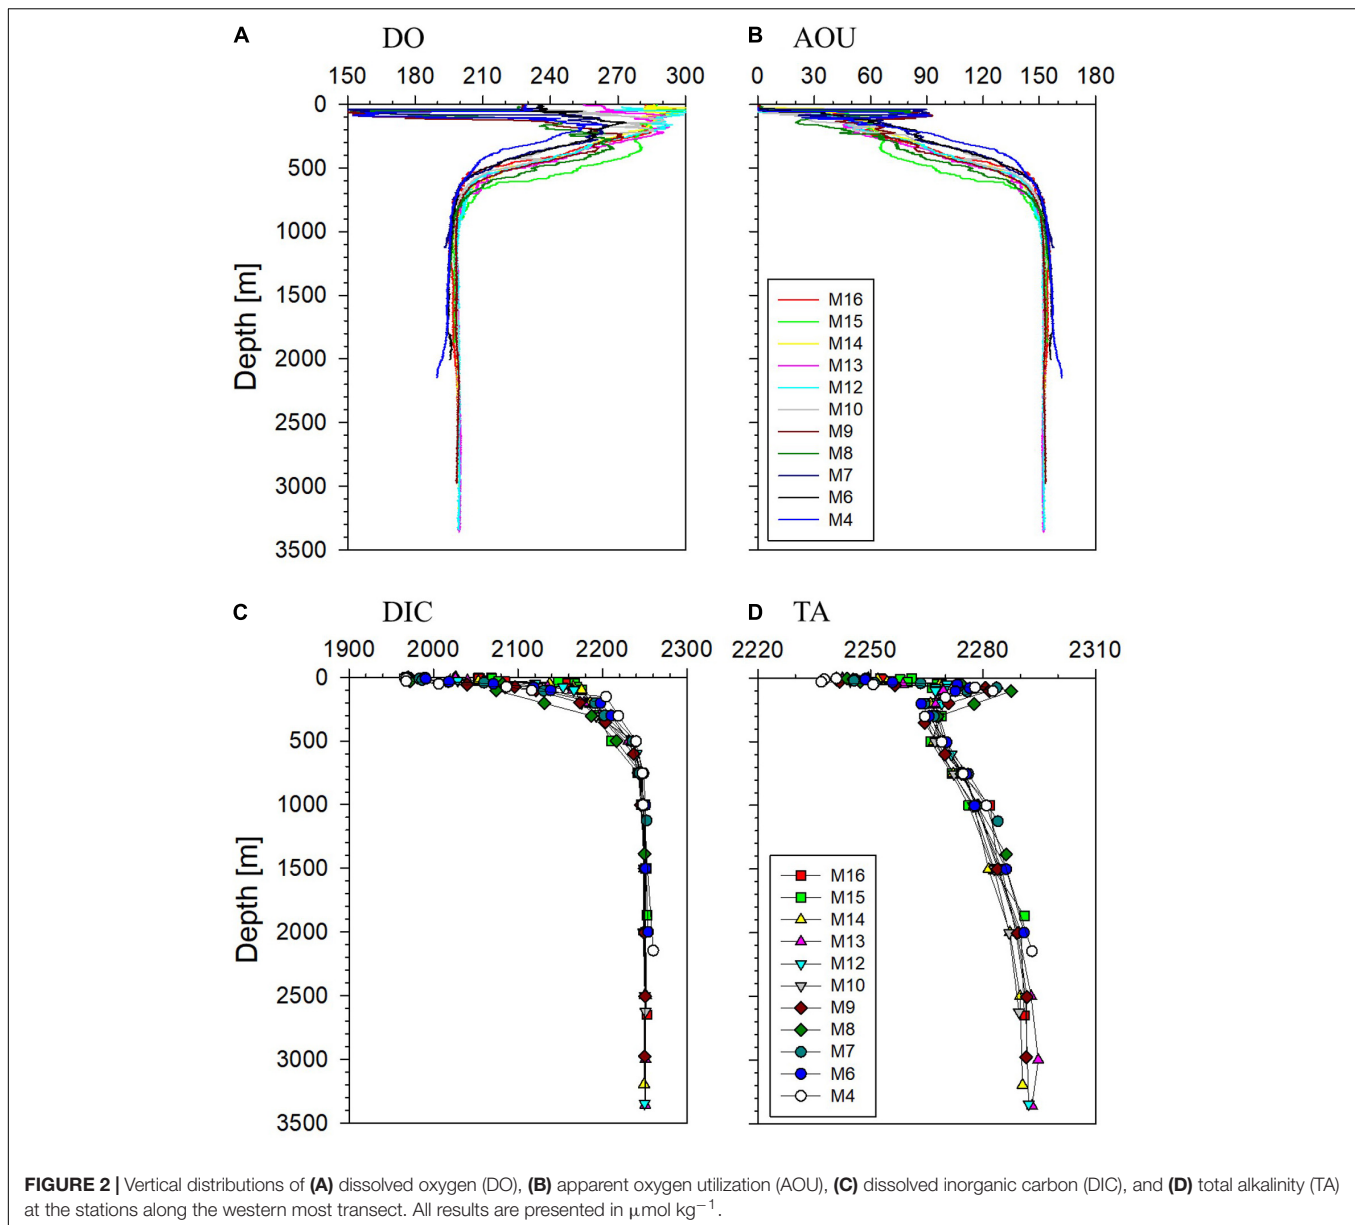 A DO
150 180 210 240 270 300
0
500
1000
1500
2000
2500
3000
3500
Depth [m]
B AOU
0 30 60 90 120 150 180
M16
M15
M14
M13
M12
M10
M9
M8
M7
M6
M4
C DIC
1900 2000 2100 2200 2300
0
500
1000
1500
2000
2500
3000
3500
Depth [m]
D TA
2220 2250 2280 2310
M16
M15
M14
M13
M12
M10
M9
M8
M7
M6
M4
FIGURE 2 | Vertical distributions of (A) dissolved oxygen (DO), (B) apparent oxygen utilization (AOU), (C) dissolved inorganic carbon (DIC), and (D) total alkalinity (TA)
at the stations along the western most transect. All results are presented in μmol kg−1.